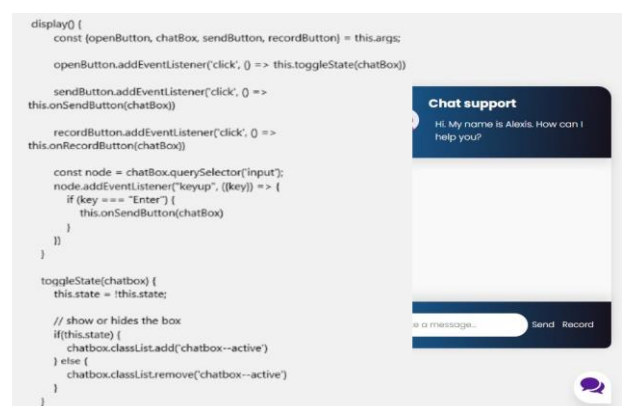 display() {
const {openButton, chatBox, sendButton, recordButton} = this.args;
openButton.addEventListener('click', () => this.toggleState(chatBox))
sendButton.addEventListener('click', () =>
this.onSendButton(chatBox))
recordButton.addEventListener('click', () =>
this.onRecordButton(chatBox))
const node = chatBox.querySelector('input');
node.addEventListener("keyup", ({key}) => {
if (key === "Enter") {
this.onSendButton(chatBox)
}
})
}
toggleState(chatbox) {
this.state = !this.state;
// show or hides the box
if(this.state) {
chatbox.classList.add('chatbox--active')
} else {
chatbox.classList.remove('chatbox--active')
}
}
Chat support
Hi. My name is Alexis. How can I
help you?
e a message..
Send Record